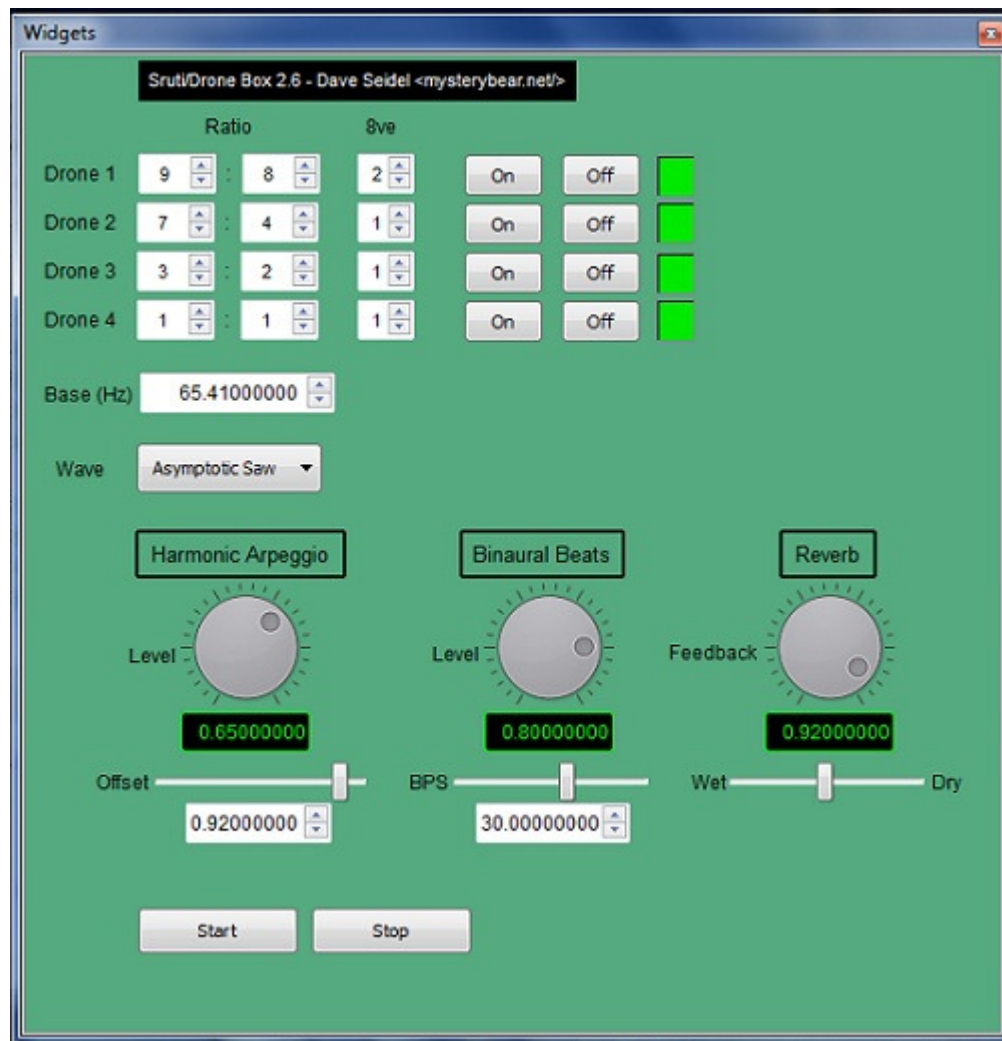 Widgets
Sruti/Drone Box 2.6 - Dave Seidel <mysterybear.net/>
Ratio 8ve
Drone 1 9 : 8 2 On Off
Drone 2 7 : 4 1 On Off
Drone 3 3 : 2 1 On Off
Drone 4 1 : 1 1 On Off
Base (Hz) 65.41000000
Wave Asymptotic Saw
Harmonic Arpeggio Binaural Beats Reverb
Level Level Feedback
0.65000000 0.80000000 0.92000000
Offset BPS Wet Dry
0.92000000 30.00000000
Start Stop